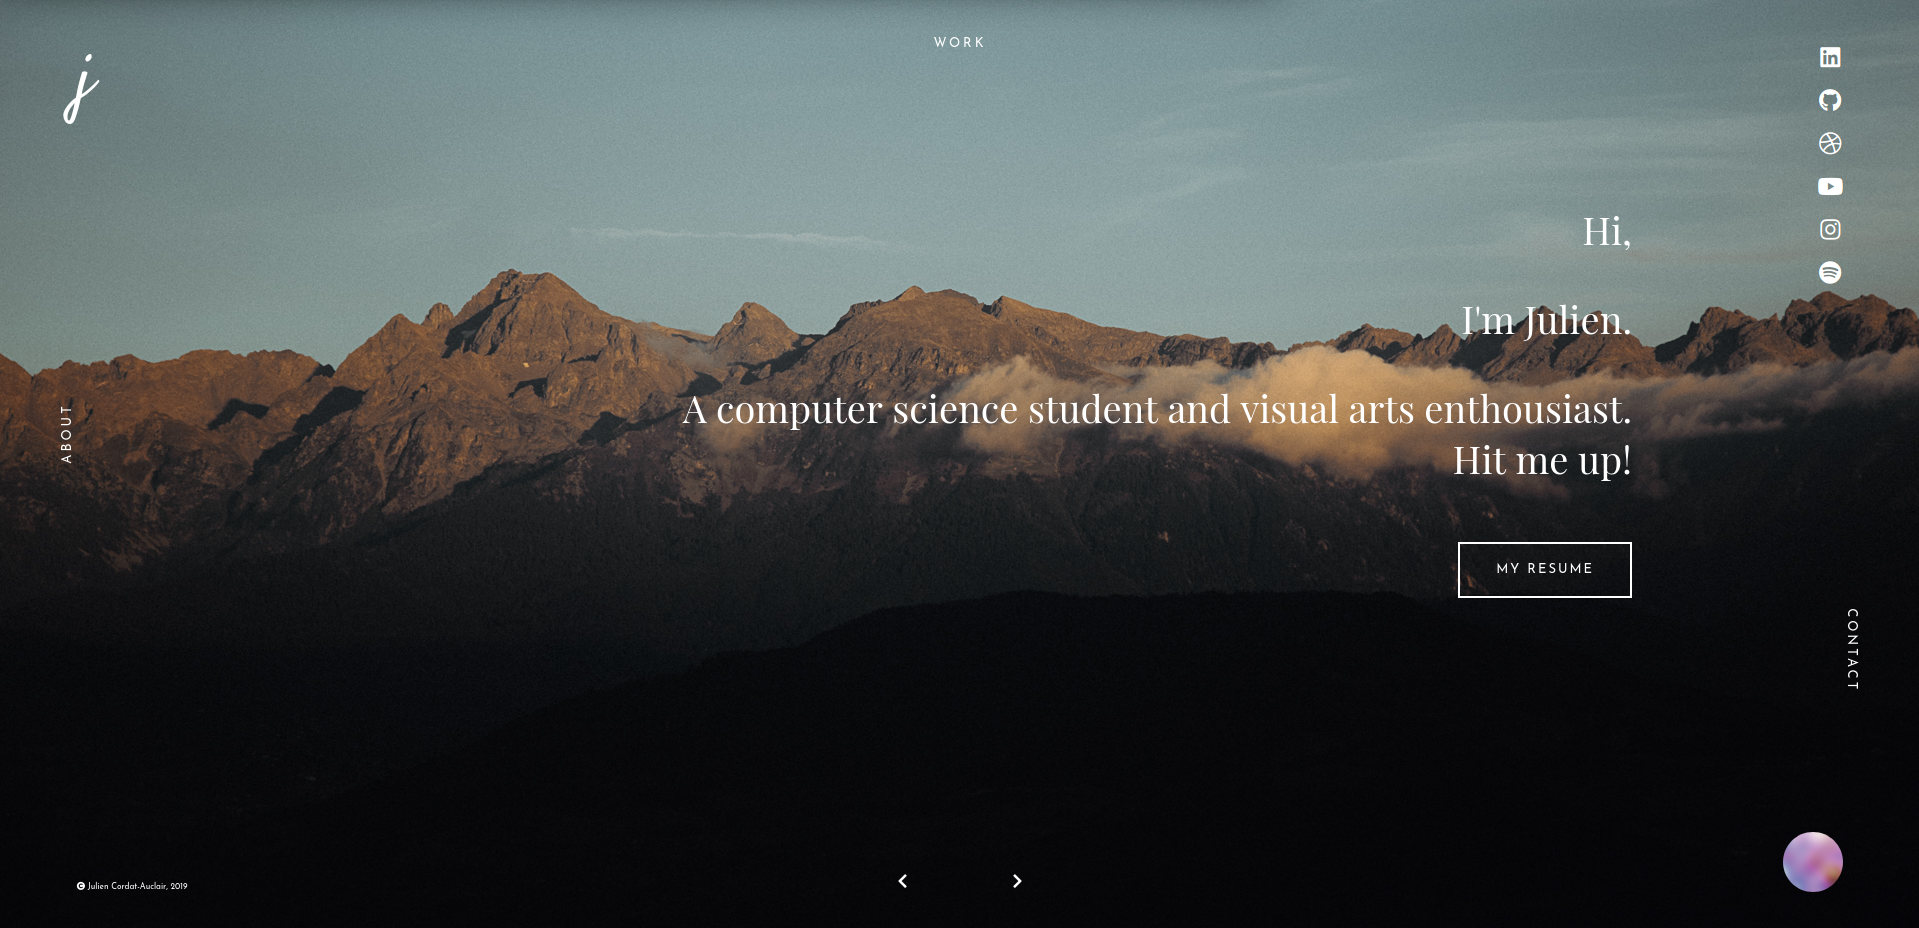 WORK
j
Hi,
I'm Julien.
A computer science student and visual arts enthousiast.
Hit me up!
MY RESUME
ABOUT
CONTACT
© Julien Cordat-Auclair, 2019